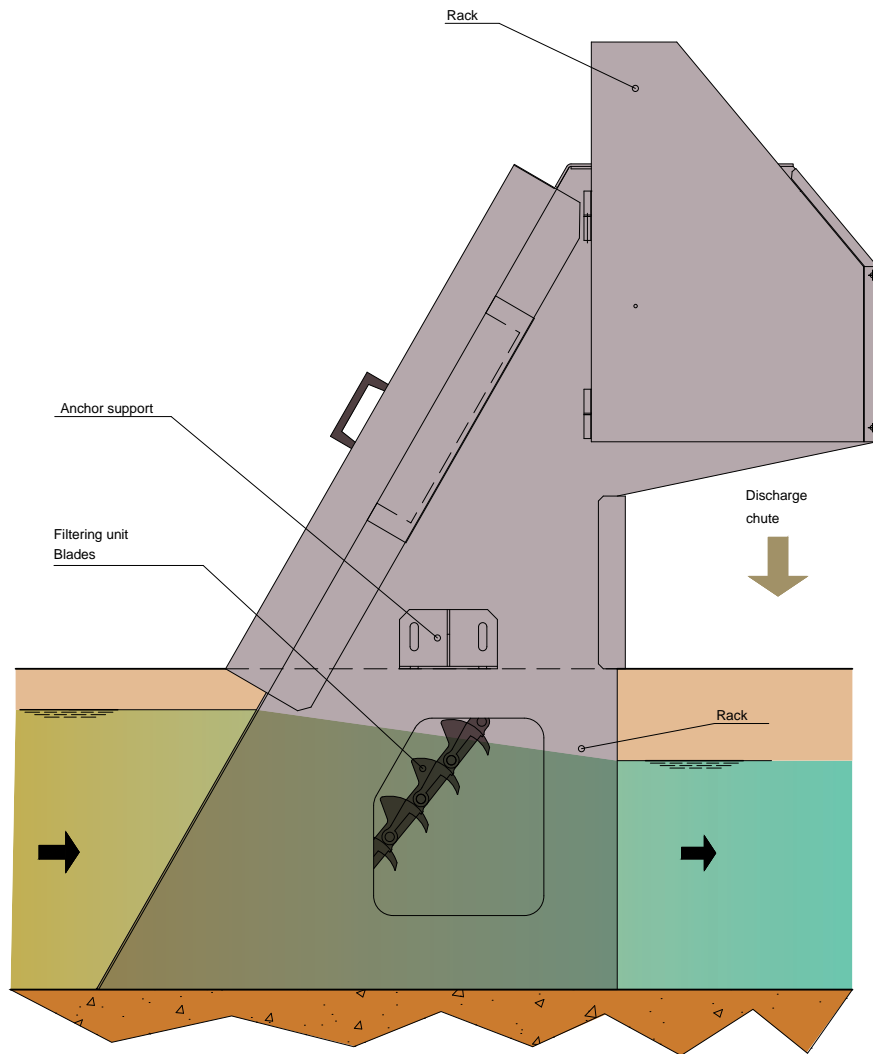 Rack
Anchor support
Discharge
chute
Filtering unit
Blades
Rack